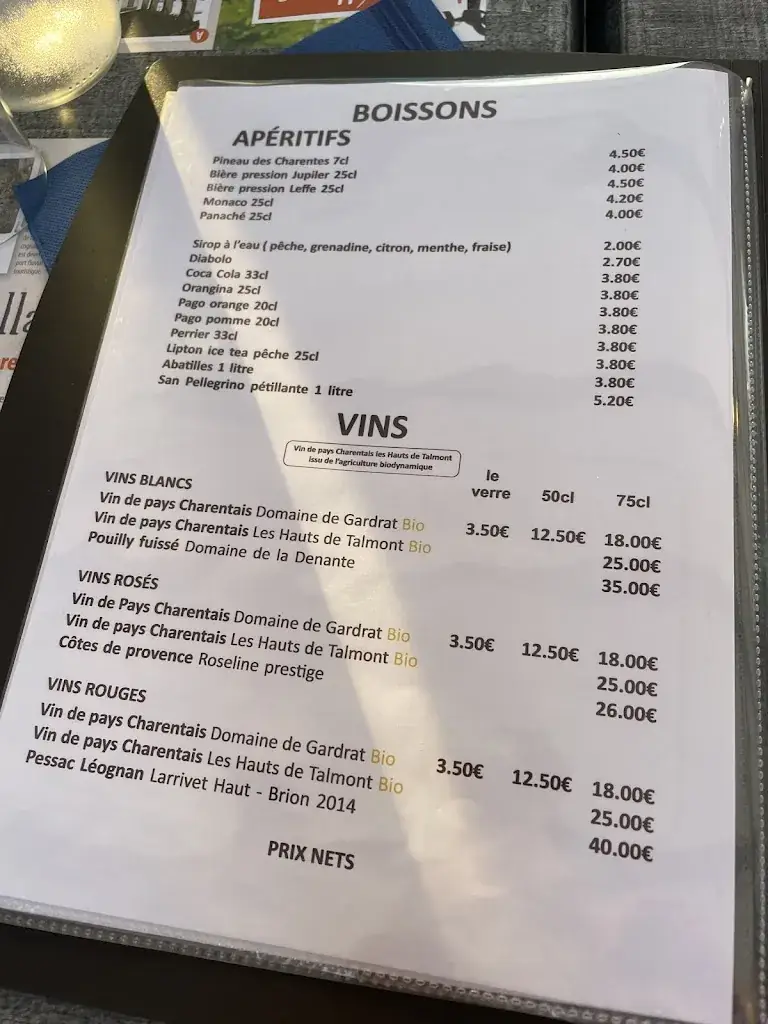 BOISSONS
APÉRITIFS
Pineau des Charentes 7cl 4.50€
Bière pression Jupiler 25cl 4.00€
Bière pression Leffe 25cl 4.50€
Monaco 25cl 4.20€
Panaché 25cl 4.00€
Sirop à l'eau ( pêche, grenadine, citron, menthe, fraise) 2.00€
Diabolo 2.70€
Coca Cola 33cl 3.80€
Orangina 25cl 3.80€
Pago orange 20cl 3.80€
Pago pomme 20cl 3.80€
Perrier 33cl 3.80€
Lipton ice tea pêche 25cl 3.80€
Abatilles 1 litre 3.80€
San Pellegrino pétillante 1 litre 5.20€
VINS
Vin de pays Charentais les Hauts de Talmont
issu de l'agriculture biodynamique
le verre 50cl 75cl
VINS BLANCS
Vin de pays Charentais Domaine de Gardrat Bio 3.50€ 12.50€ 18.00€
Vin de pays Charentais Les Hauts de Talmont Bio 25.00€
Pouilly fuissé Domaine de la Denante 35.00€
VINS ROSÉS
Vin de Pays Charentais Domaine de Gardrat Bio 3.50€ 12.50€ 18.00€
Vin de pays Charentais Les Hauts de Talmont Bio 25.00€
Côtes de provence Roseline prestige 26.00€
VINS ROUGES
Vin de pays Charentais Domaine de Gardrat Bio 3.50€ 12.50€ 18.00€
Vin de pays Charentais Les Hauts de Talmont Bio 25.00€
Pessac Léognan Larrivet Haut - Brion 2014 40.00€
PRIX NETS